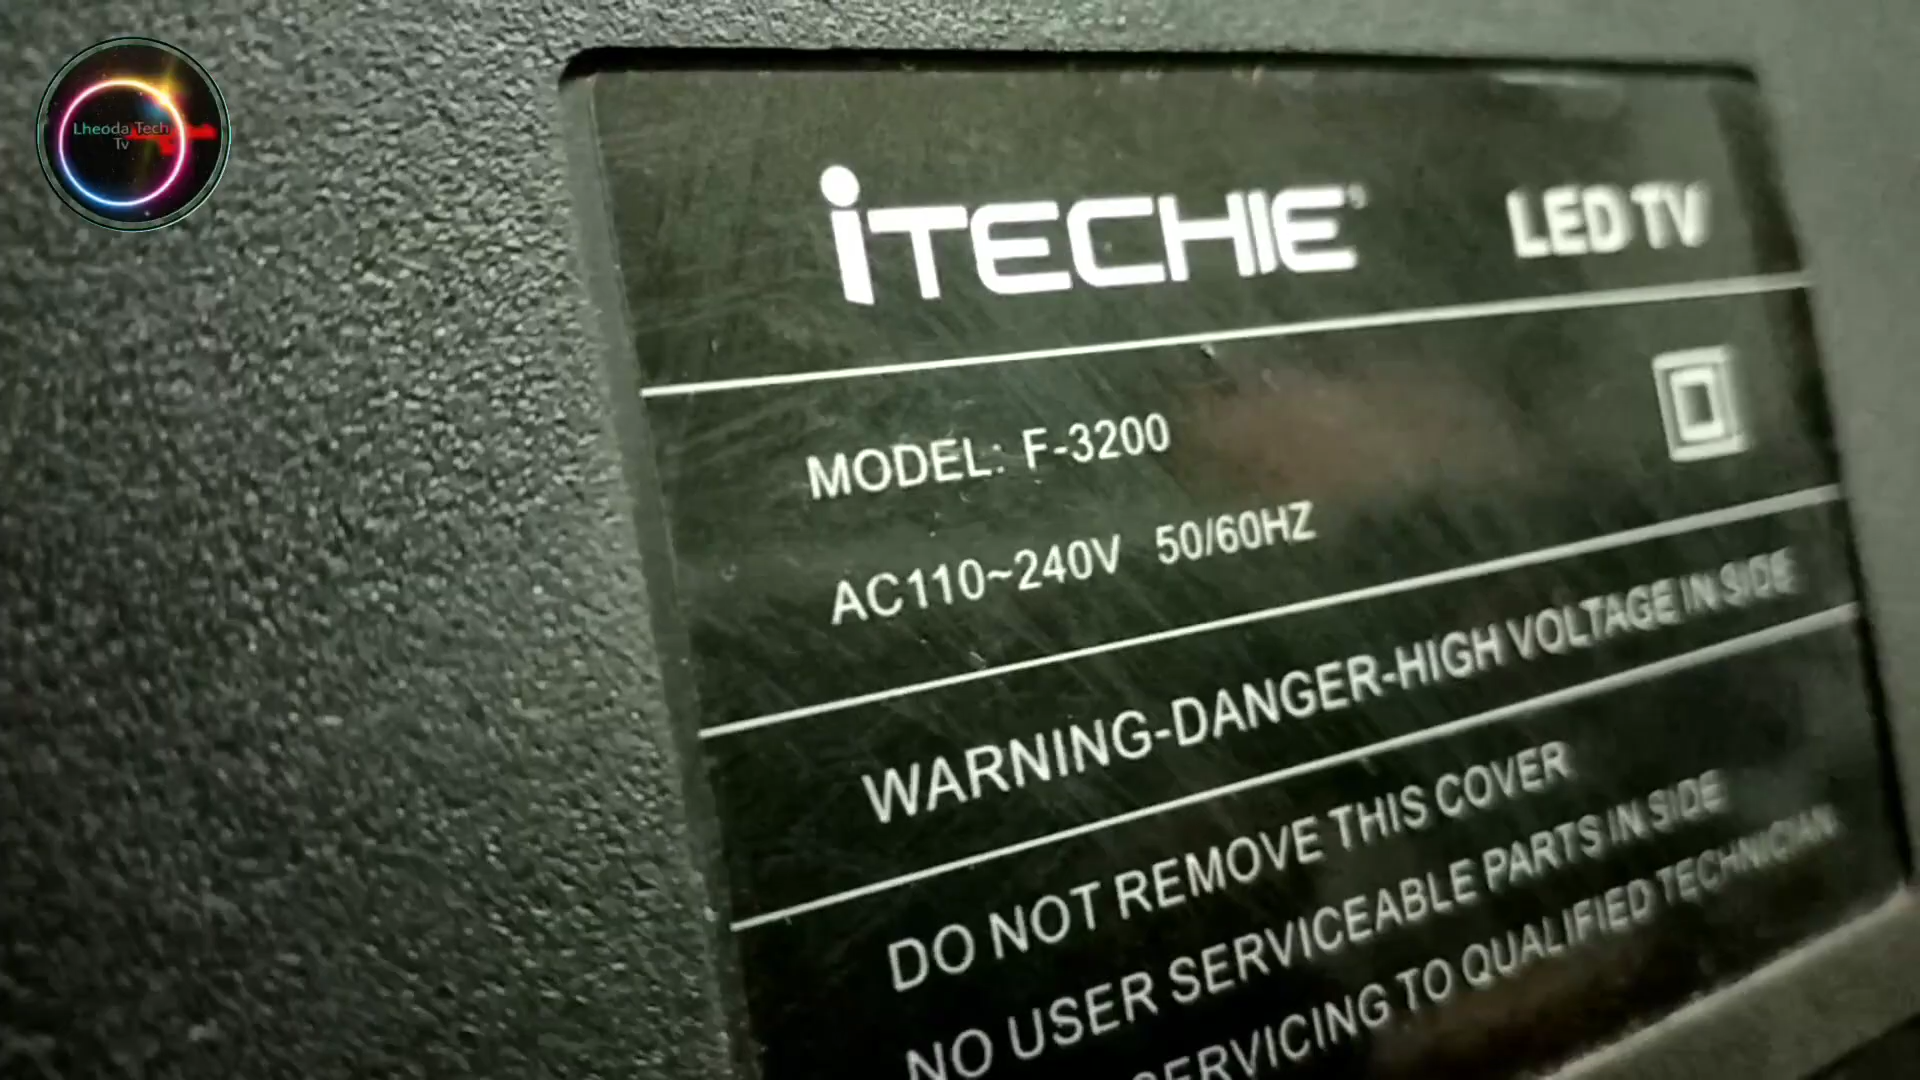 Lheoda Tech
Tv
iTECHIE LED TV
MODEL: F-3200
AC110~240V 50/60HZ
WARNING-DANGER-HIGH VOLTAGE IN SIDE
DO NOT REMOVE THIS COVER
NO USER SERVICEABLE PARTS IN SIDE
SERVICING TO QUALIFIED TECHNICIAN